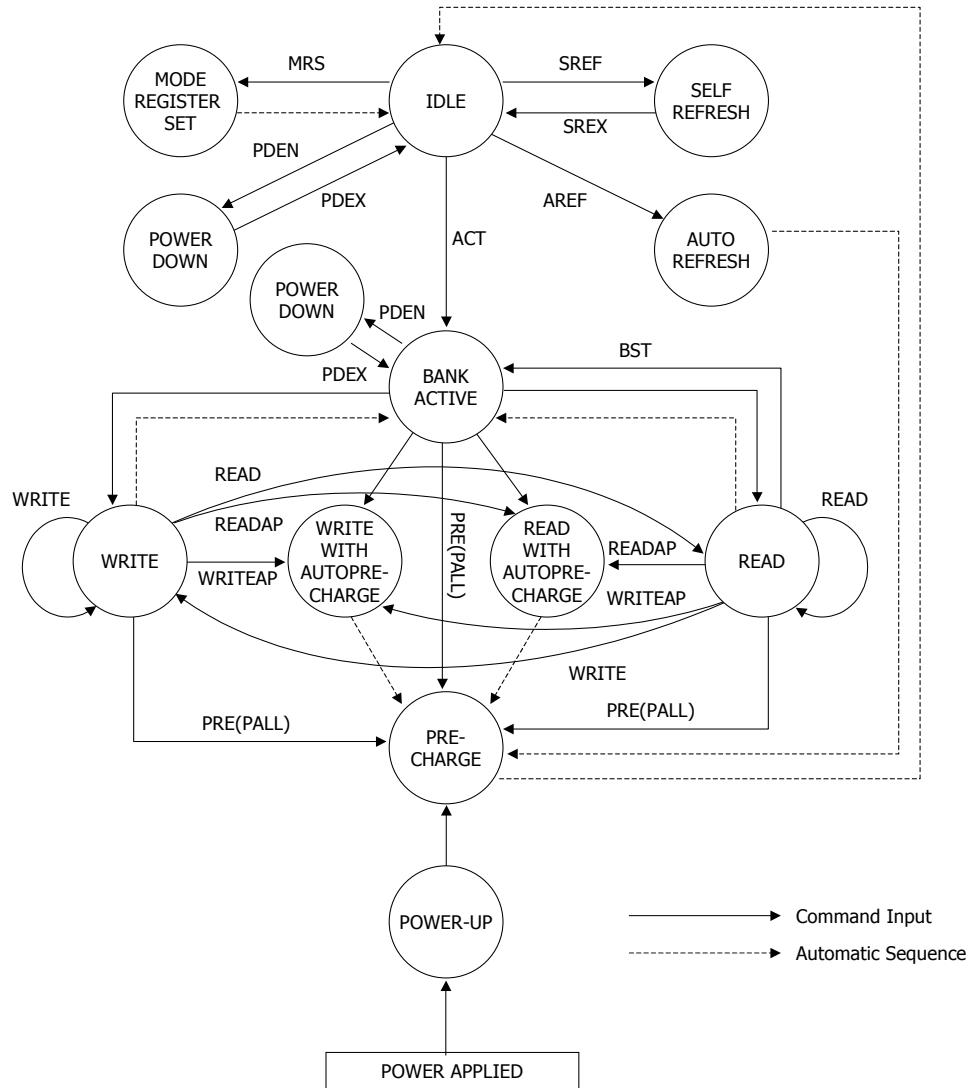 MRS
SREF
MODE
REGISTER
SET
IDLE
SELF
REFRESH
SREX
PDEN
PDEX
AREF
POWER
DOWN
ACT
AUTO
REFRESH
POWER
DOWN
PDEN
PDEX
BST
BANK
ACTIVE
WRITE
READ
READ
READAP
WRITE
WRITEAP
WRITE
WITH
AUTOPRE-
CHARGE
PRE(PALL)
READ
WITH
AUTOPRE-
CHARGE
READAP
READ
WRITEAP
WRITE
PRE(PALL)
PRE(PALL)
PRE-
CHARGE
POWER-UP
Command Input
Automatic Sequence
POWER APPLIED